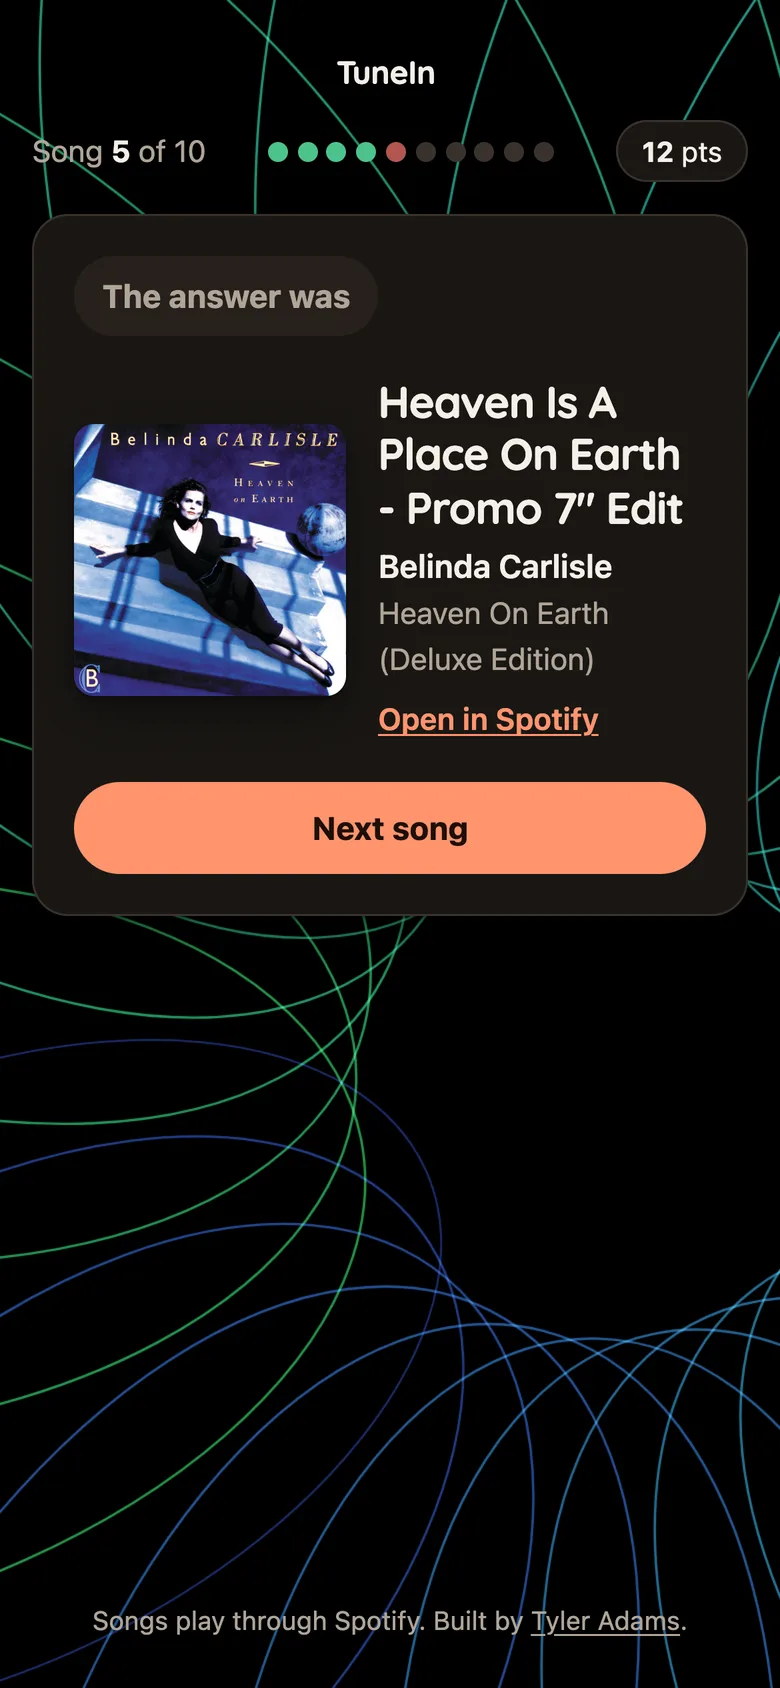 TuneIn
Song 5 of 10
12 pts
The answer was
Belinda CARLISLE
HEAVEN
on EARTH
B
Heaven Is A
Place On Earth
- Promo 7" Edit
Belinda Carlisle
Heaven On Earth
(Deluxe Edition)
Open in Spotify
Next song
Songs play through Spotify. Built by Tyler Adams.